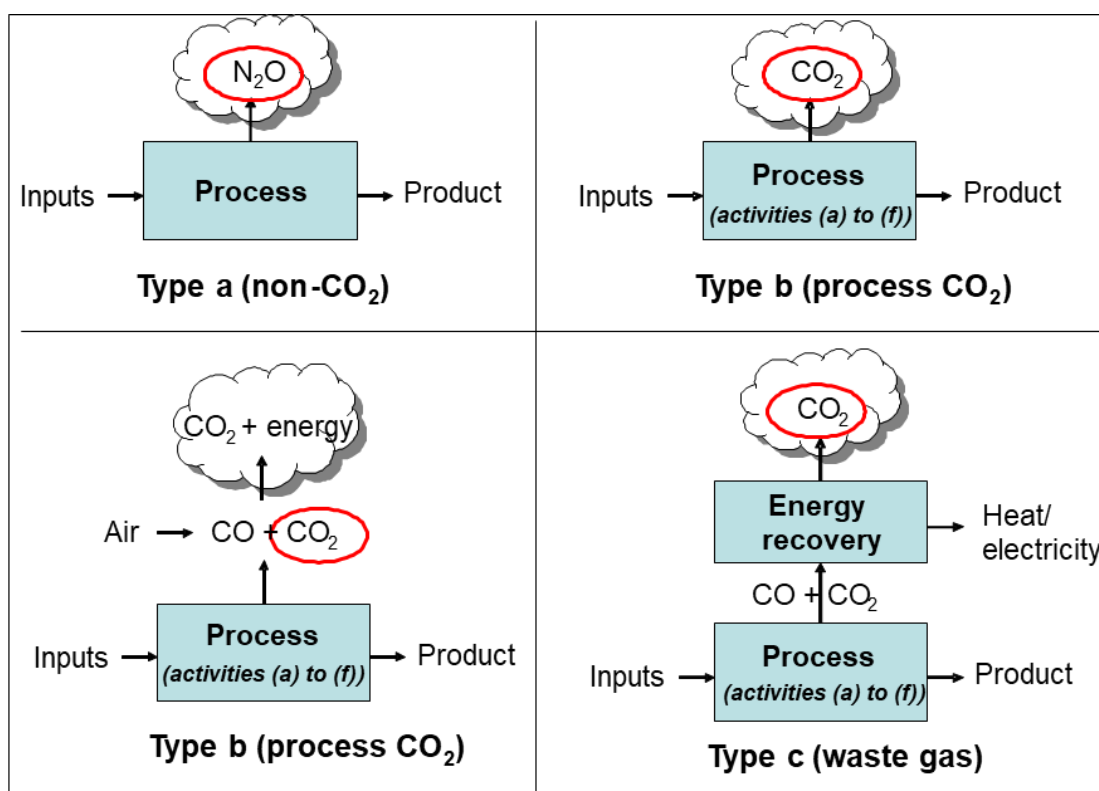 N₂O
Inputs
Process
Product
Type a (non-CO₂)
CO₂
Inputs
Process
(activities (a) to (f))
Product
Type b (process CO₂)
CO₂ + energy
Air
CO + CO₂
Inputs
Process
(activities (a) to (f))
Product
Type b (process CO₂)
CO₂
Energy
recovery
Heat/
electricity
CO + CO₂
Inputs
Process
(activities (a) to (f))
Product
Type c (waste gas)